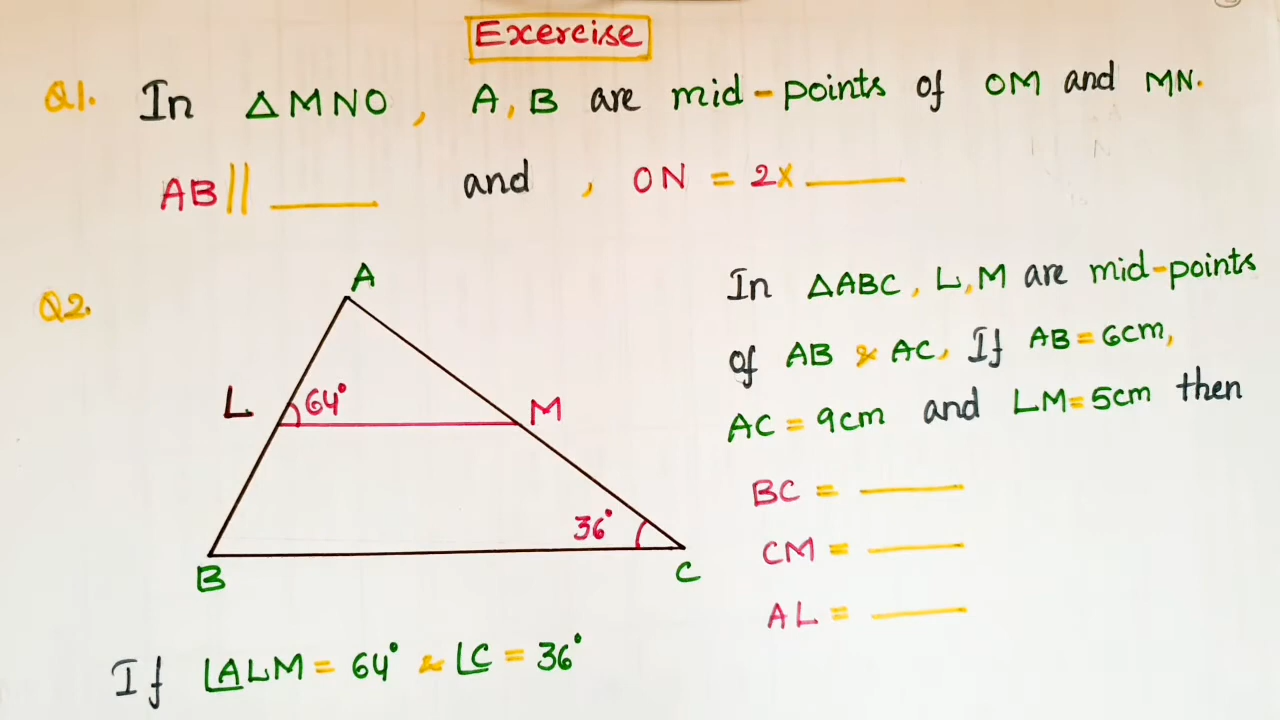 Exercise
Q1. In △MNO, A, B are mid-points of OM and MN.
AB || ____ and , ON = 2x ____
Q2.
A
L 64° M
36°
B C
In △ABC, L, M are mid-points
of AB & AC, If AB = 6cm,
AC = 9cm and LM = 5cm then
BC = ____
CM = ____
AL = ____
If ∠ALM = 64° & ∠C = 36°